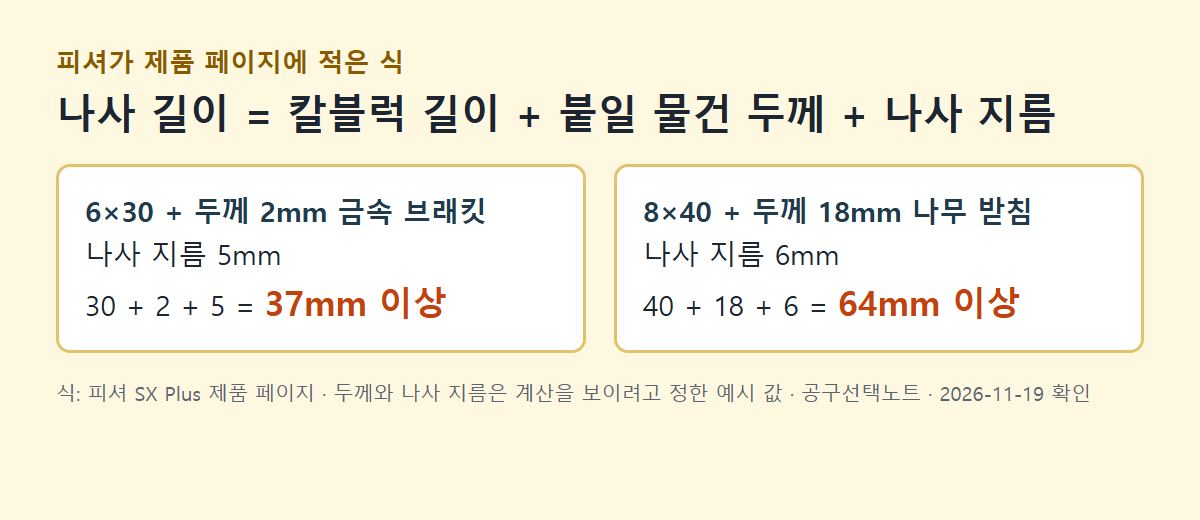 피셔가 제품 페이지에 적은 식
나사 길이 = 칼블럭 길이 + 붙일 물건 두께 + 나사 지름
6×30 + 두께 2mm 금속 브래킷
나사 지름 5mm
30 + 2 + 5 = 37mm 이상
8×40 + 두께 18mm 나무 받침
나사 지름 6mm
40 + 18 + 6 = 64mm 이상
식: 피셔 SX Plus 제품 페이지 · 두께와 나사 지름은 계산을 보이려고 정한 예시 값 · 공구선택노트 · 2026-11-19 확인